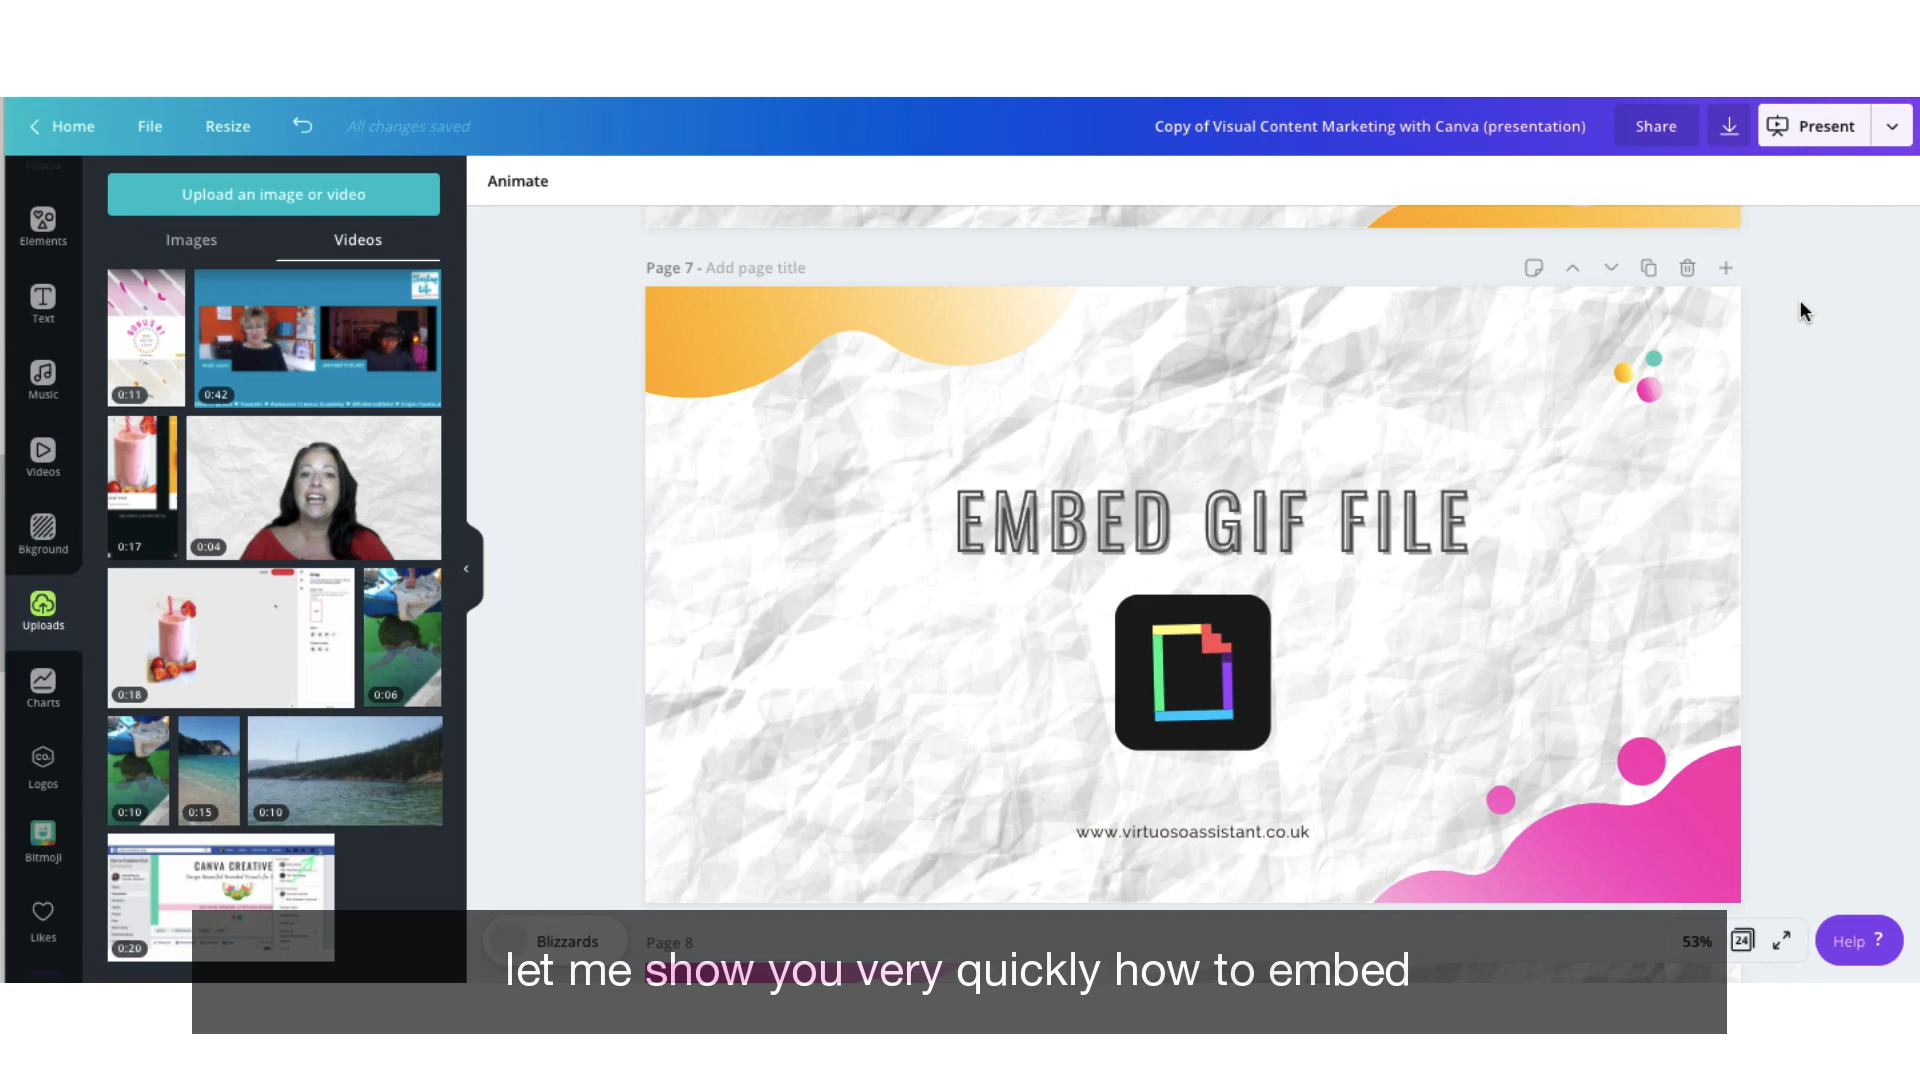 Home
File
Resize
All changes saved
Copy of Visual Content Marketing with Canva (presentation)
Share
Present
Elements
Text
Music
Videos
Bkground
Uploads
Charts
CO.
Logos
Bitmoji
Likes
Upload an image or video
Images
Videos
0:11
0:42
0:17
0:04
0:18
0:06
0:10
0:15
0:10
CANVA CREATIVE
0:20
Animate
Page 7 - Add page title
EMBED GIF FILE
www.virtuosoassistant.co.uk
Blizzards
Page 8
53%
24
Help ?
let me show you very quickly how to embed